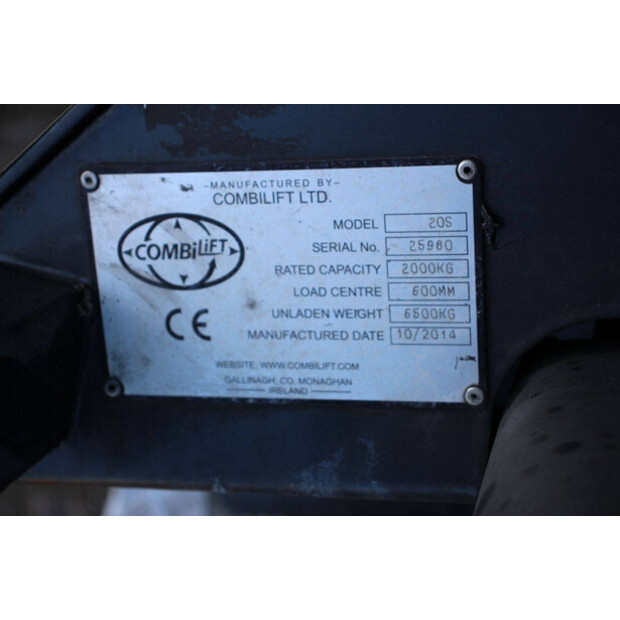 -MANUFACTURED BY-
COMBILIFT LTD.
COMBiLiFT
MODEL 20S
SERIAL No. 25980
RATED CAPACITY 2000KG
LOAD CENTRE 600MM
UNLADEN WEIGHT 6500KG
MANUFACTURED DATE 10/2014
CE
WEBSITE: WWW.COMBILIFT.COM
GALLINAGH, CO. MONAGHAN
IRELAND